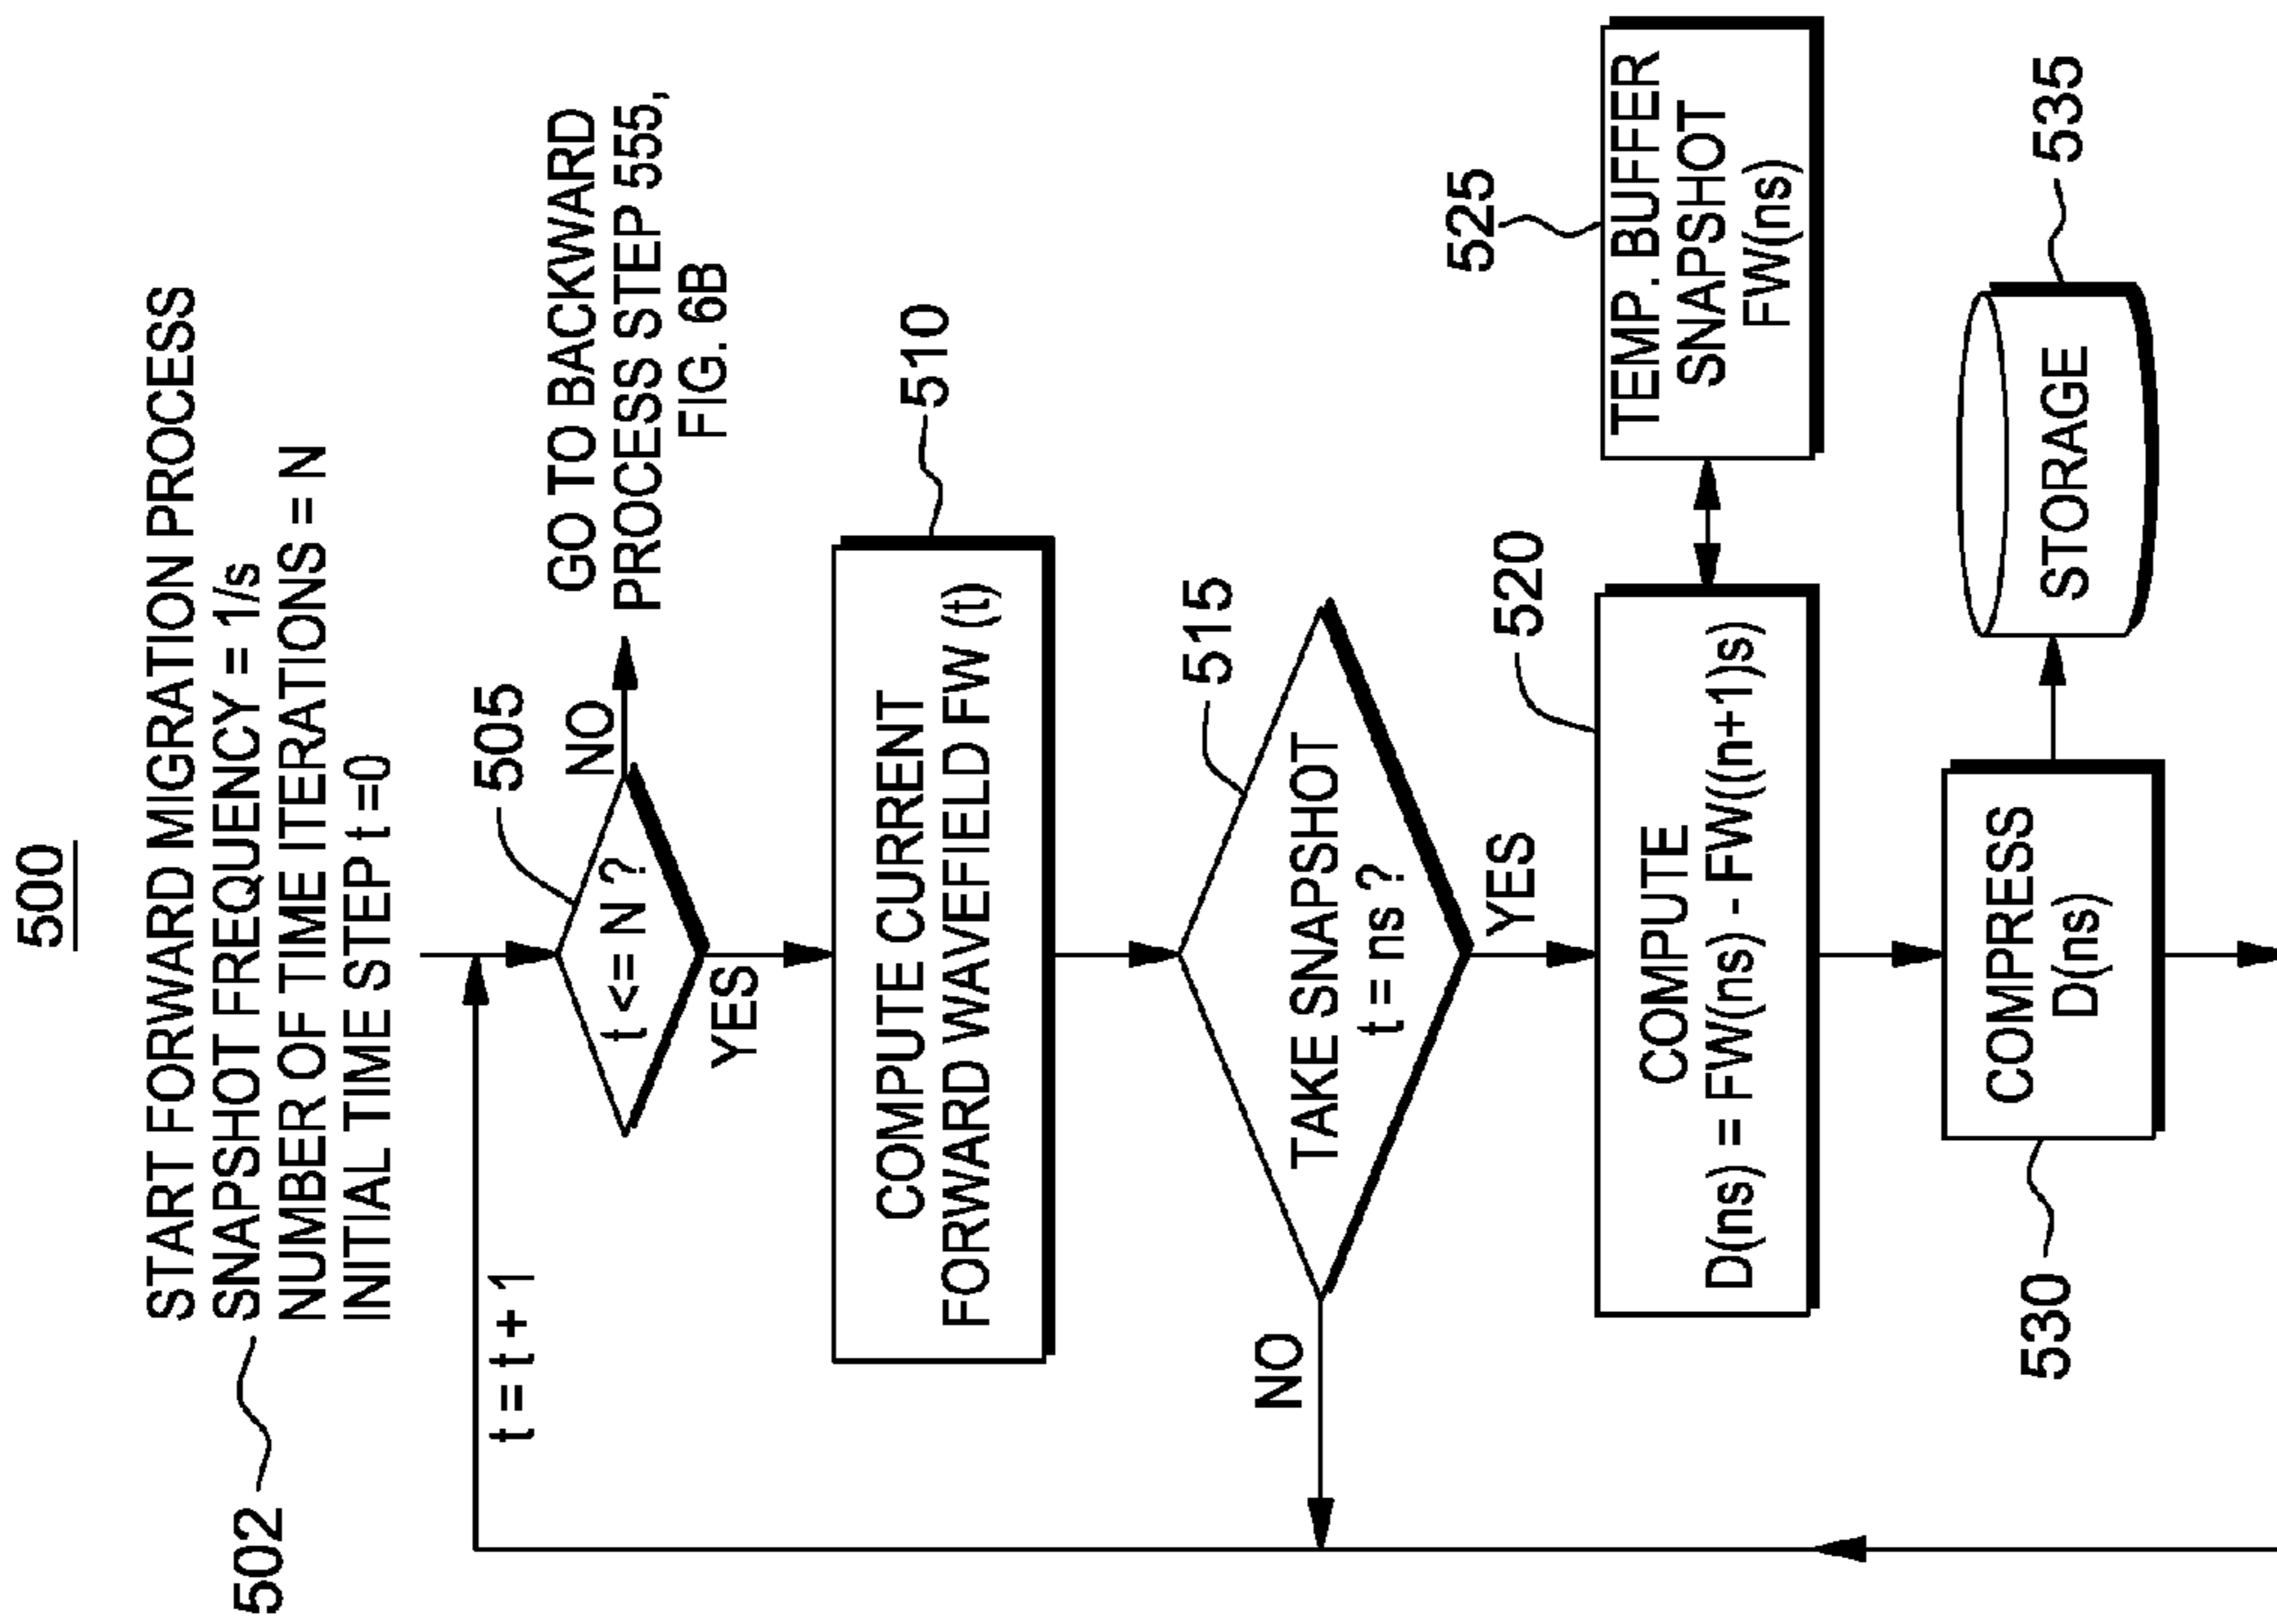 500
START FORWARD MIGRATION PROCESS
SNAPSHOT FREQUENCY = 1/s
502
NUMBER OF TIME ITERATIONS = N
INITIAL TIME STEP t =0
t = t + 1
505
t <= N ?
NO
GO TO BACKWARD
PROCESS STEP 555,
FIG. 6B
YES
510
COMPUTE CURRENT
FORWARD WAVEFIELD FW (t)
515
TAKE SNAPSHOT
t = ns ?
NO
YES
520
COMPUTE
D(ns) = FW(ns) - FW((n+1)s)
525
TEMP. BUFFER
SNAPSHOT
FW(ns)
530
COMPRESS
D(ns)
535
STORAGE